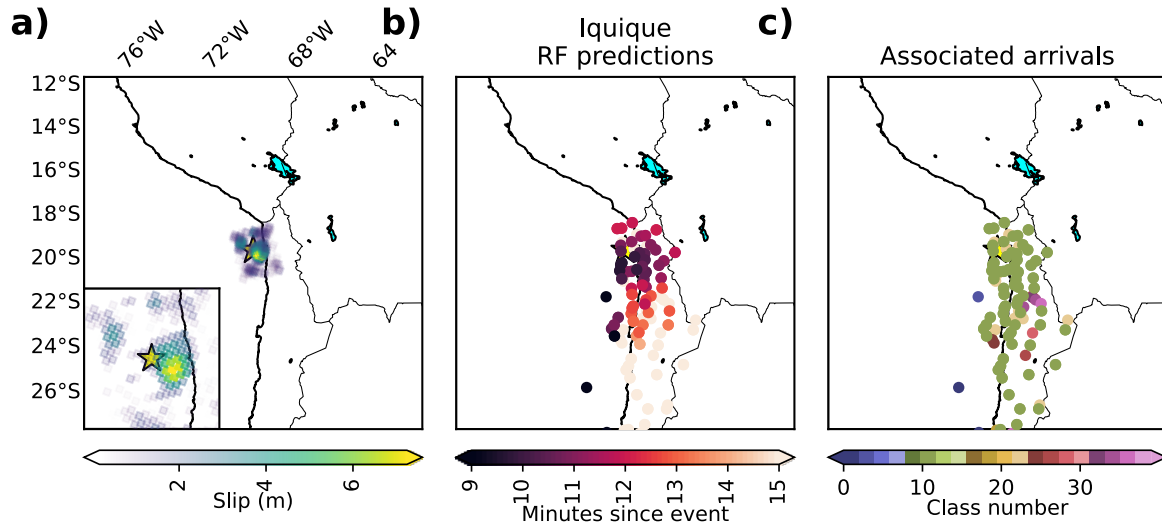 a)
76°W
72°W
68°W
64
b)
Iquique
RF predictions
c)
Associated arrivals
12°S
14°S
16°S
18°S
20°S
22°S
24°S
26°S
2
4
6
Slip (m)
9
10
11
12
13
14
15
Minutes since event
0
10
20
30
Class number